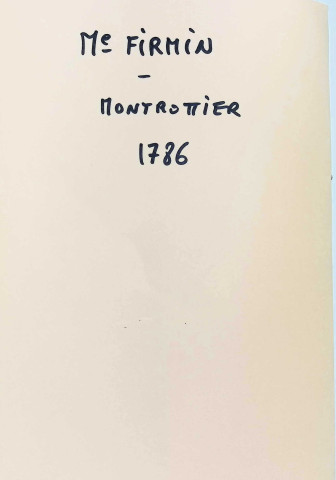 Me FIRMIN
-
MONTROTTIER
1786